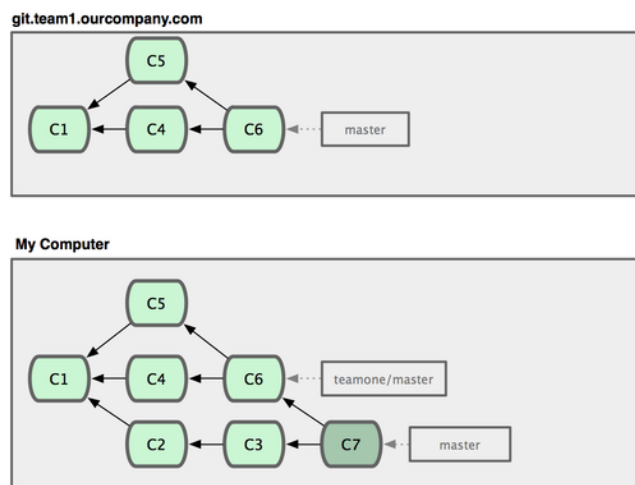 git.team1.ourcompany.com
C5
C1 C4 C6 master
My Computer
C5
C1 C4 C6 teamone/master
C2 C3 C7 master